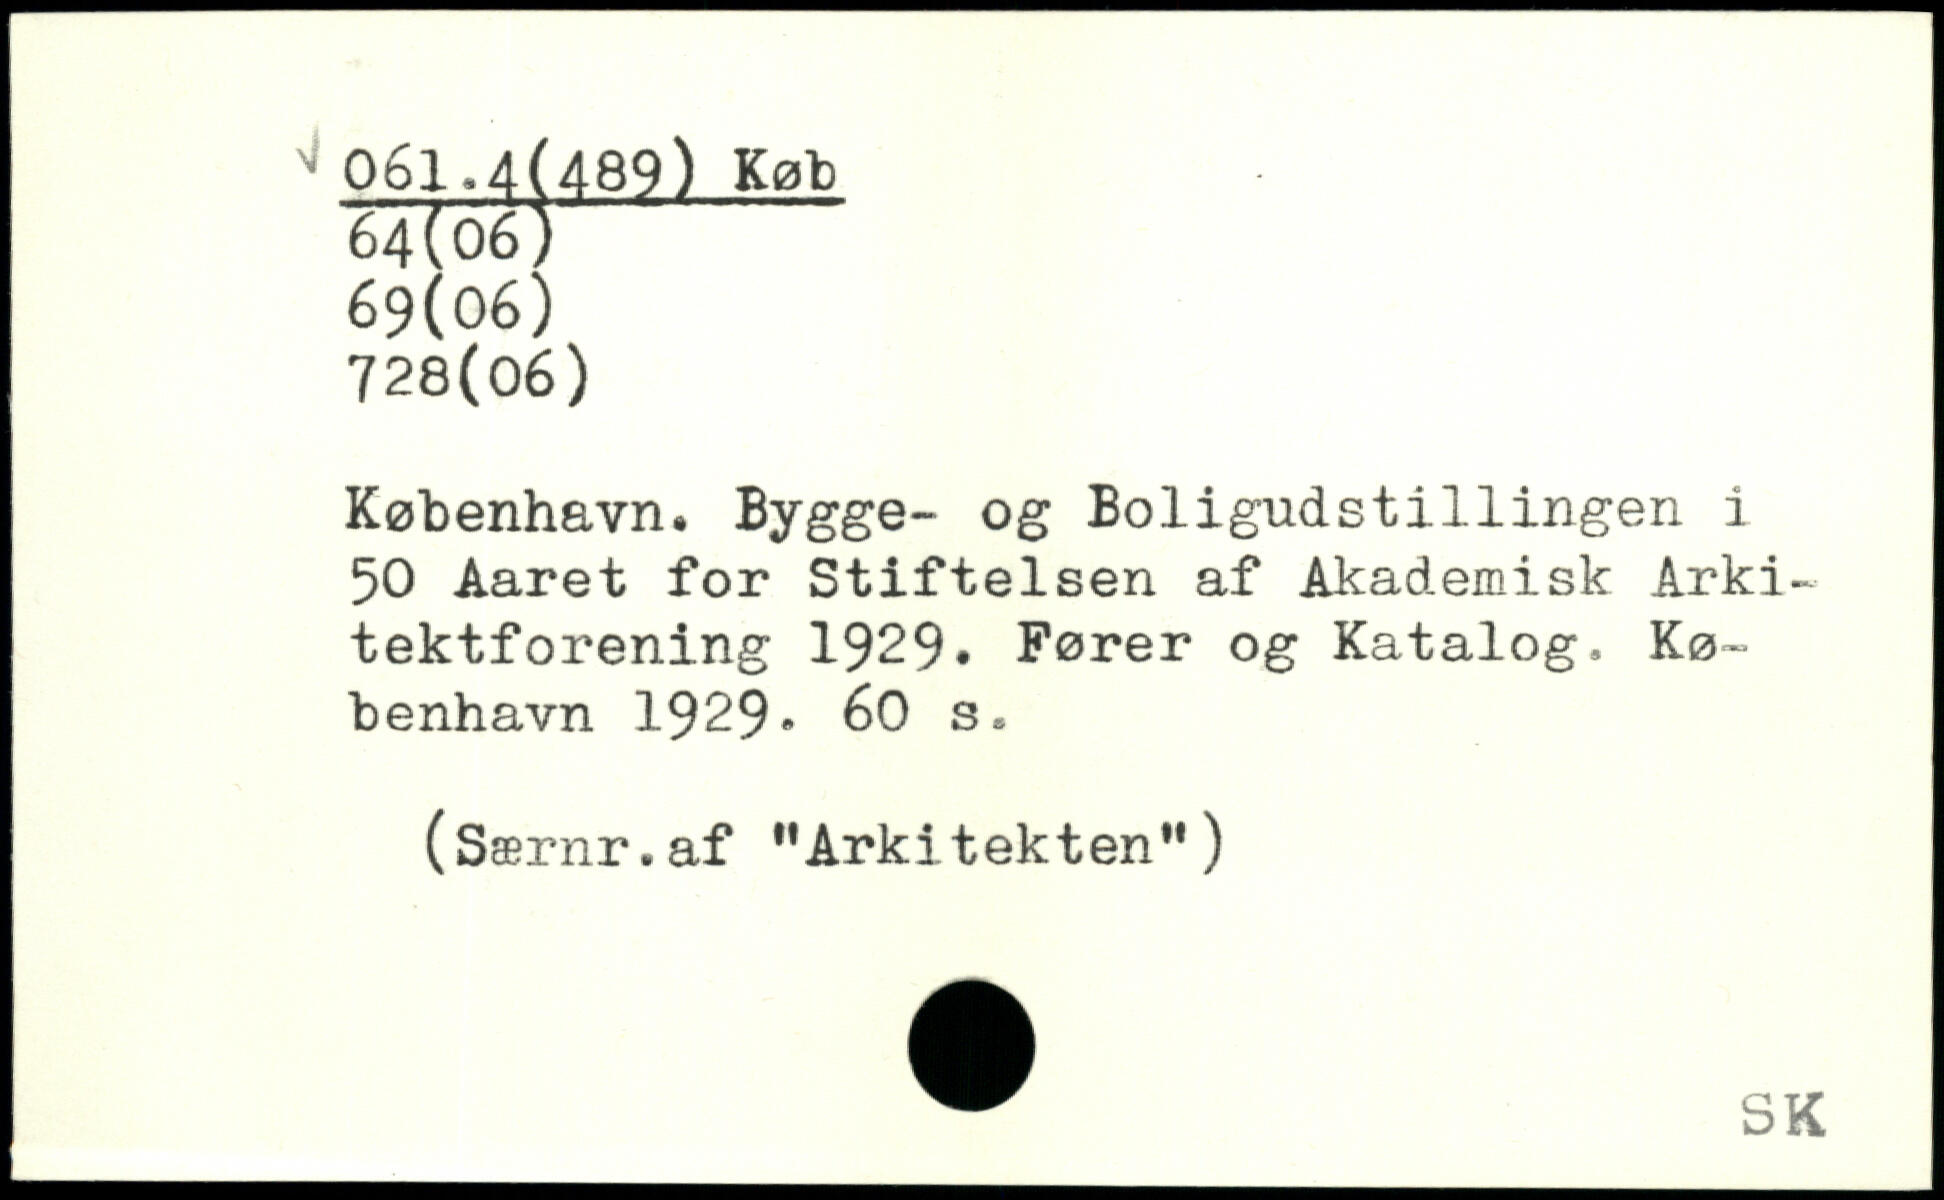 ✓ 061.4(489) Køb
64(06)
69(06)
728(06)
København. Bygge- og Boligudstillingen i
50 Aaret for Stiftelsen af Akademisk Arki-
tektforening 1929. Fører og Katalog. Kø-
benhavn 1929. 60 s.
(Særnr.af "Arkitekten")
SK